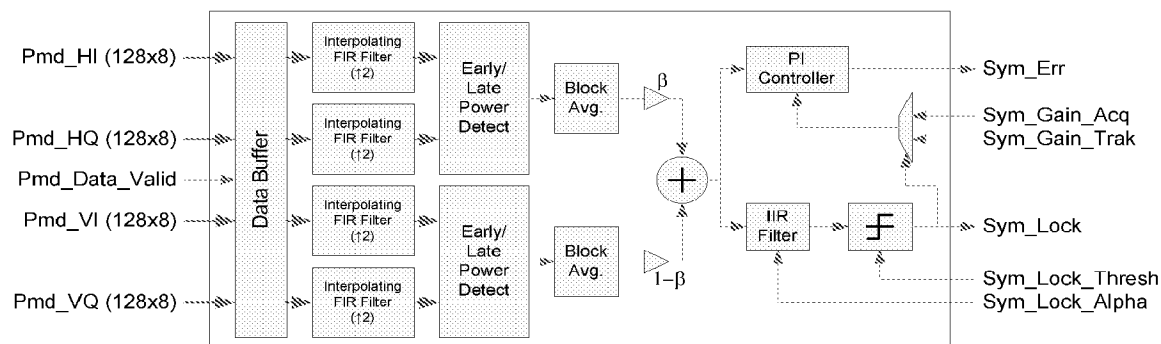 Pmd_HI (128x8)
Pmd_HQ (128x8)
Pmd_Data_Valid
Pmd_VI (128x8)
Pmd_VQ (128x8)
Data Buffer
Interpolating
FIR Filter
(↑2)
Interpolating
FIR Filter
(↑2)
Interpolating
FIR Filter
(↑2)
Interpolating
FIR Filter
(↑2)
Early/
Late
Power
Detect
Early/
Late
Power
Detect
Block
Avg.
Block
Avg.
β
1-β
+
PI
Controller
IIR
Filter
Sym_Err
Sym_Gain_Acq
Sym_Gain_Trak
Sym_Lock
Sym_Lock_Thresh
Sym_Lock_Alpha